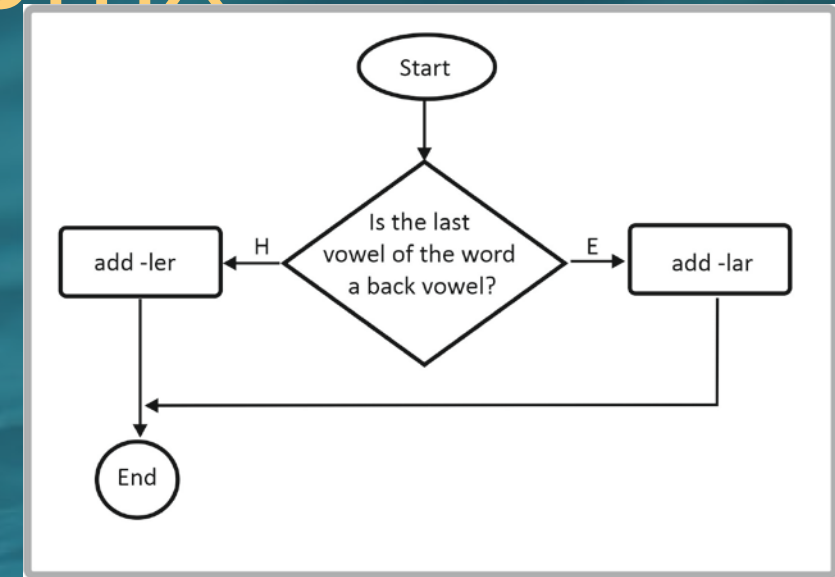 Start
Is the last
vowel of the word
a back vowel?
H
E
add -ler
add -lar
End